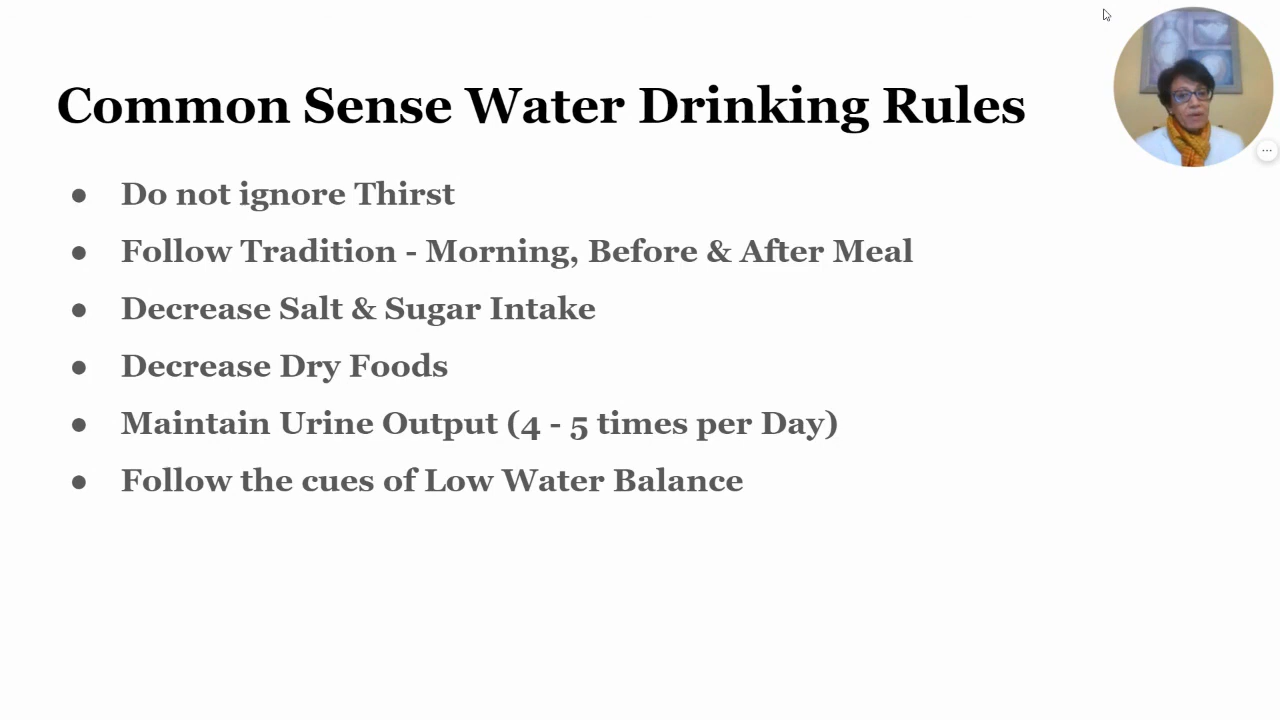 Common Sense Water Drinking Rules
● Do not ignore Thirst
● Follow Tradition - Morning, Before & After Meal
● Decrease Salt & Sugar Intake
● Decrease Dry Foods
● Maintain Urine Output (4 - 5 times per Day)
● Follow the cues of Low Water Balance